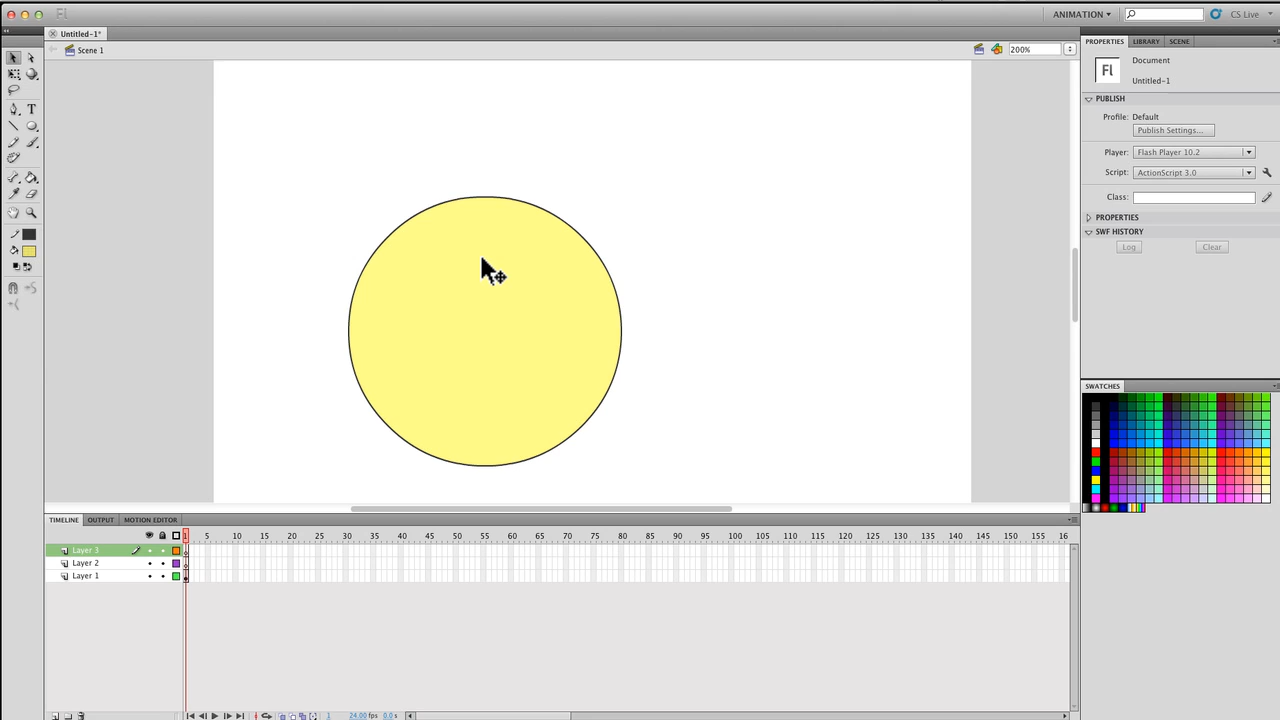 Fl
ANIMATION
CS Live
Untitled-1*
Scene 1
200%
PROPERTIES LIBRARY SCENE
Fl
Document
Untitled-1
PUBLISH
Profile: Default
Publish Settings...
Player: Flash Player 10.2
Script: ActionScript 3.0
Class:
PROPERTIES
SWF HISTORY
Log Clear
SWATCHES
T
TIMELINE OUTPUT MOTION EDITOR
1 5 10 15 20 25 30 35 40 45 50 55 60 65 70 75 80 85 90 95 100 105 110 115 120 125 130 135 140 145 150 155 16
Layer 3
Layer 2
Layer 1
1 24.00 fps 0.0 s